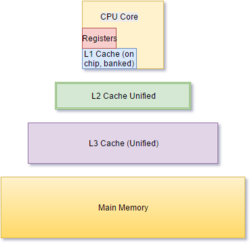 CPU Core
Registers
L1 Cache (on
chip, banked)
L2 Cache Unified
L3 Cache (Unified)
Main Memory